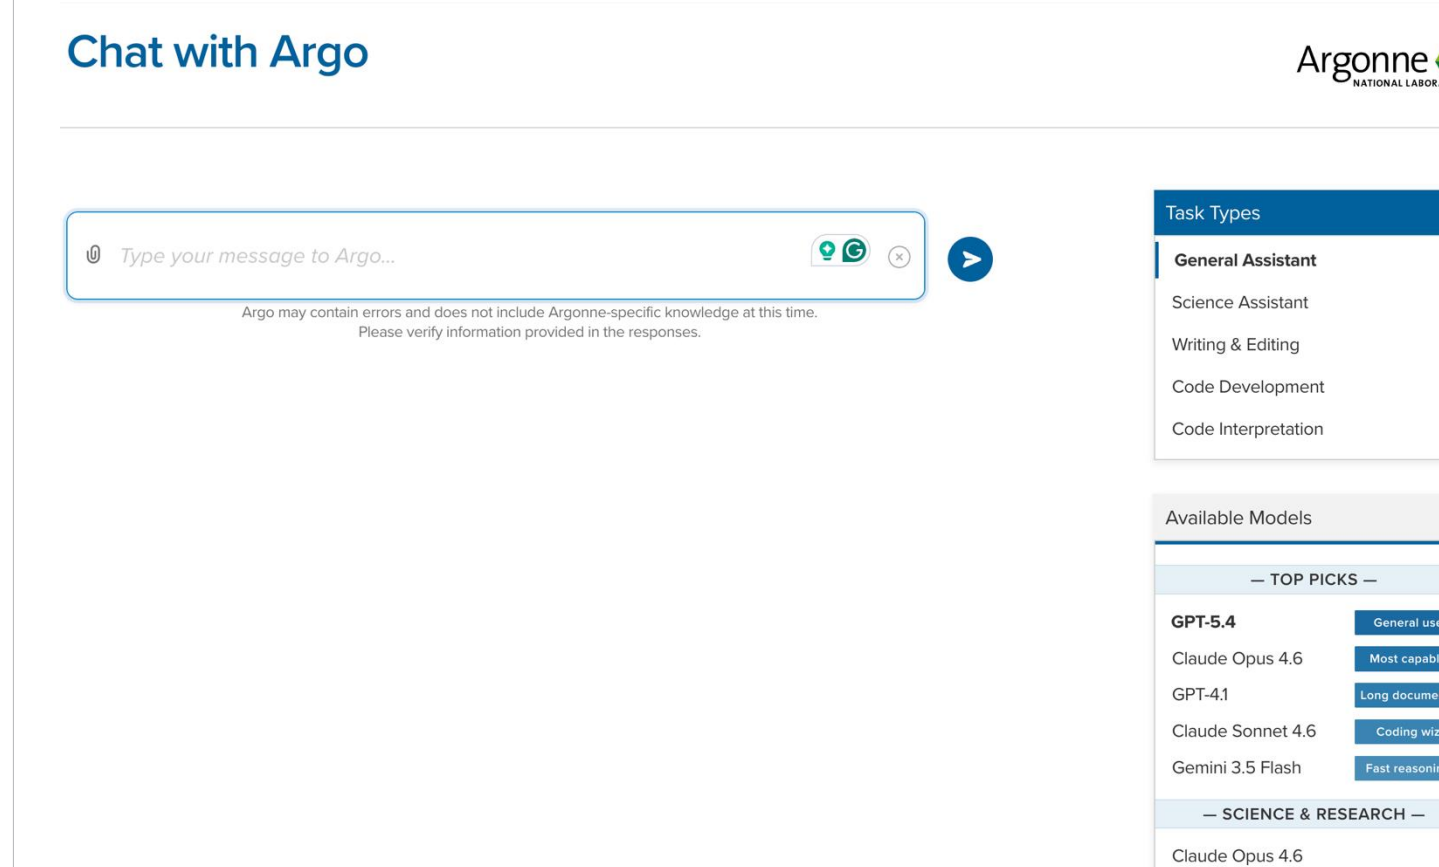 Chat with Argo
Argonne
NATIONAL LABOR
Type your message to Argo...
Argo may contain errors and does not include Argonne-specific knowledge at this time.
Please verify information provided in the responses.
Task Types
General Assistant
Science Assistant
Writing & Editing
Code Development
Code Interpretation
Available Models
— TOP PICKS —
GPT-5.4 General use
Claude Opus 4.6 Most capabl
GPT-4.1 Long docume
Claude Sonnet 4.6 Coding wiz
Gemini 3.5 Flash Fast reasoni
— SCIENCE & RESEARCH —
Claude Opus 4.6